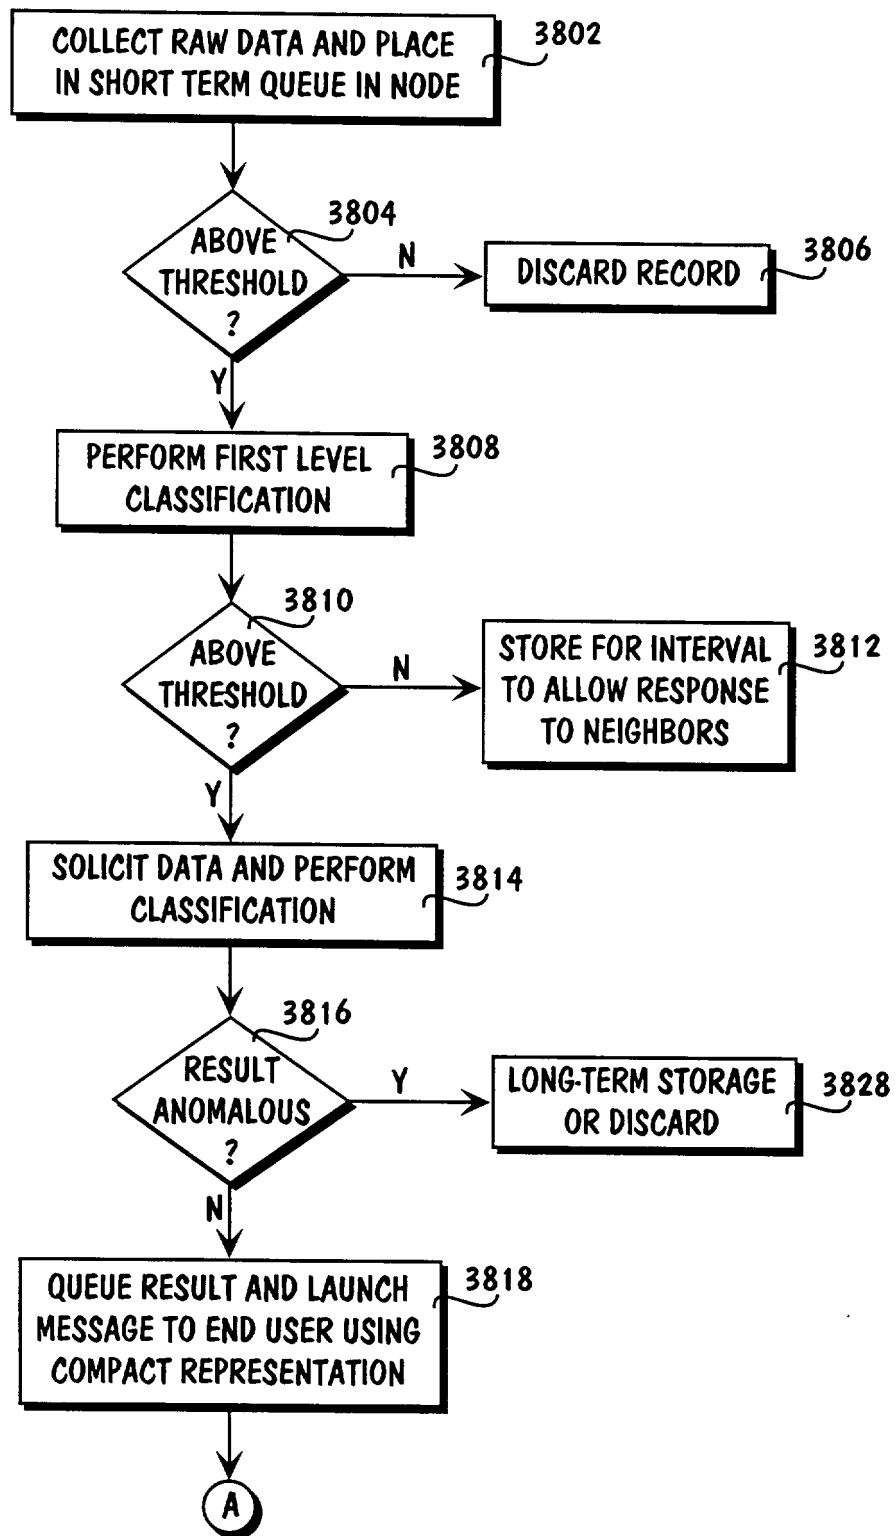 COLLECT RAW DATA AND PLACE
IN SHORT TERM QUEUE IN NODE
3802
ABOVE
THRESHOLD
?
3804
N
DISCARD RECORD
3806
Y
PERFORM FIRST LEVEL
CLASSIFICATION
3808
ABOVE
THRESHOLD
?
3810
N
STORE FOR INTERVAL
TO ALLOW RESPONSE
TO NEIGHBORS
3812
Y
SOLICIT DATA AND PERFORM
CLASSIFICATION
3814
RESULT
ANOMALOUS
?
3816
Y
LONG-TERM STORAGE
OR DISCARD
3828
N
QUEUE RESULT AND LAUNCH
MESSAGE TO END USER USING
COMPACT REPRESENTATION
3818
A